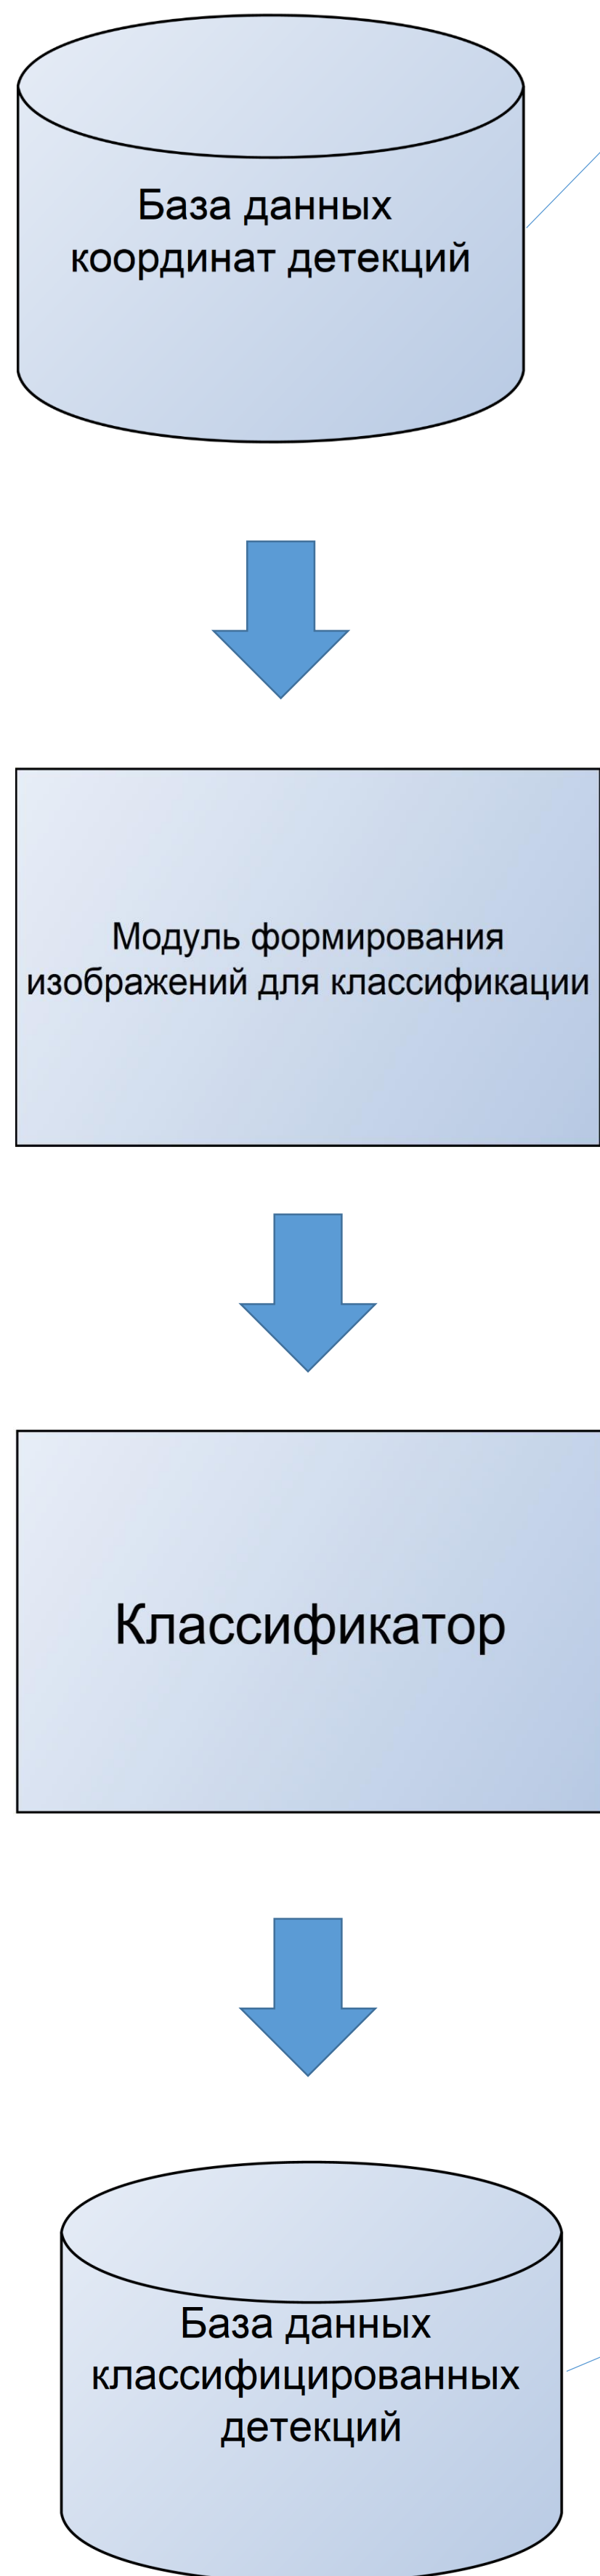 База данных
координат детекций
Модуль формирования
изображений для классификации
Классификатор
База данных
классифицированных
детекций